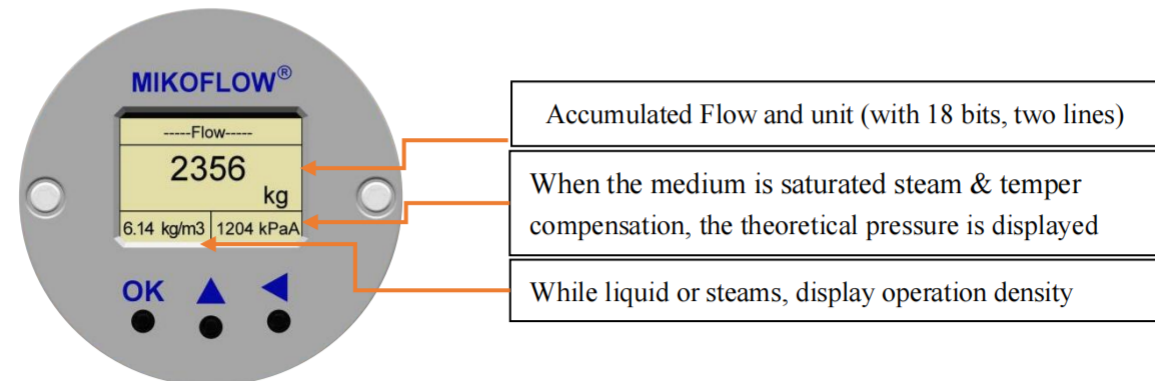 MIKOFLOW®
-----Flow-----
2356
kg
6.14 kg/m3 1204 kPaA
OK
Accumulated Flow and unit (with 18 bits, two lines)
When the medium is saturated steam & temper
compensation, the theoretical pressure is displayed
While liquid or steams, display operation density